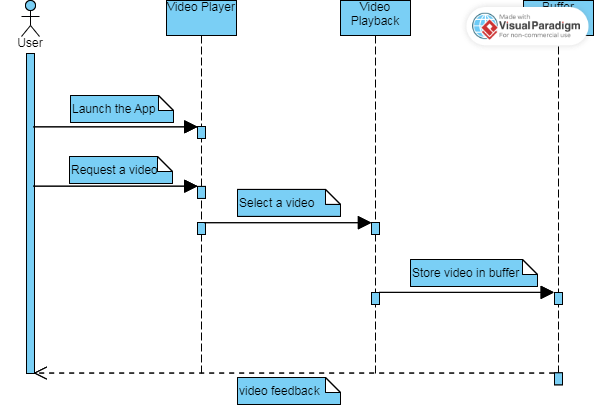 Video Player
Video
Playback
Buffer
Made with
Visual Paradigm
For non-commercial use
User
Launch the App
Request a video
Select a video
Store video in buffer
video feedback